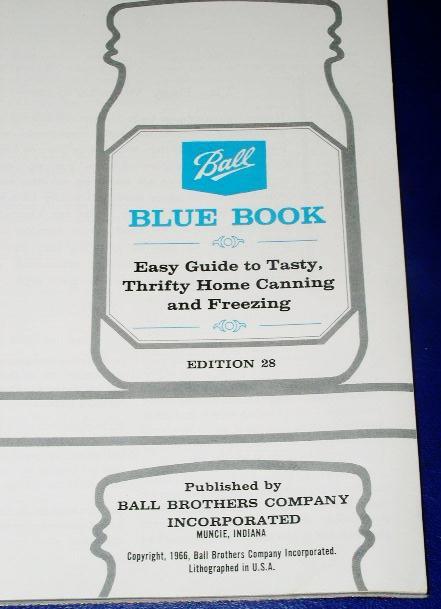 Ball
BLUE BOOK
Easy Guide to Tasty,
Thrifty Home Canning
and Freezing
EDITION 28
Published by
BALL BROTHERS COMPANY
INCORPORATED
MUNCIE, INDIANA
Copyright, 1966, Ball Brothers Company Incorporated.
Lithographed in U.S.A.